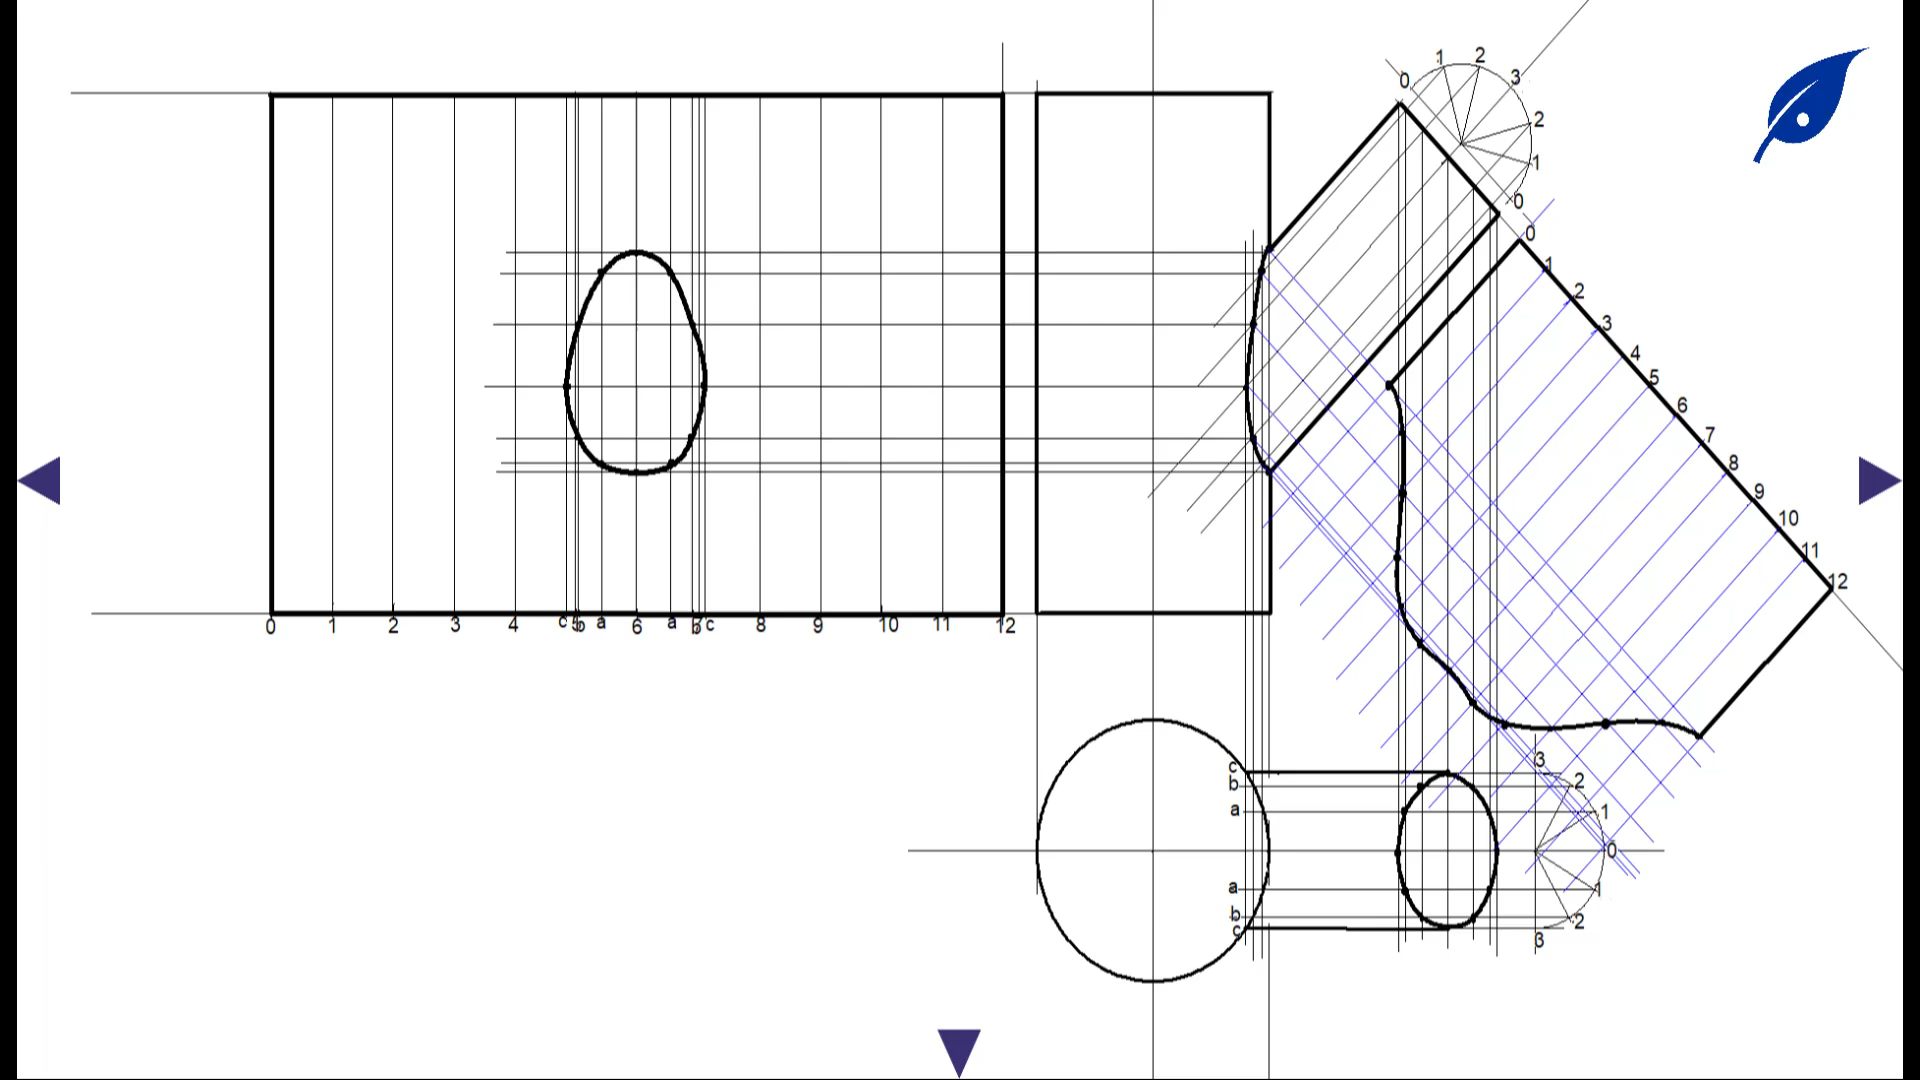 0 1 2 3 2 1 0
0 1 2 3 4 5 6 7 8 9 10 11 12
0 1 2 3 4 c 5 b a 6 a b c 8 9 10 11 12
c b a a b c
3 2 1 0 1 2 3